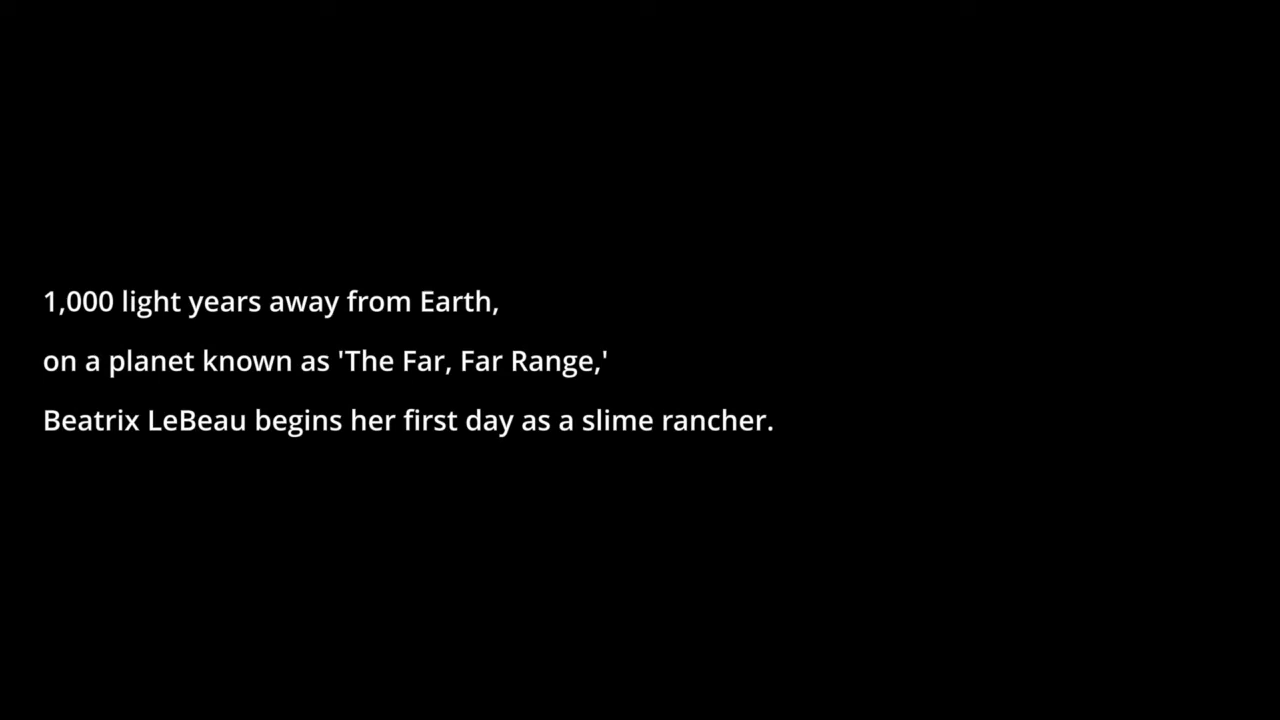 1,000 light years away from Earth,
on a planet known as 'The Far, Far Range,'
Beatrix LeBeau begins her first day as a slime rancher.